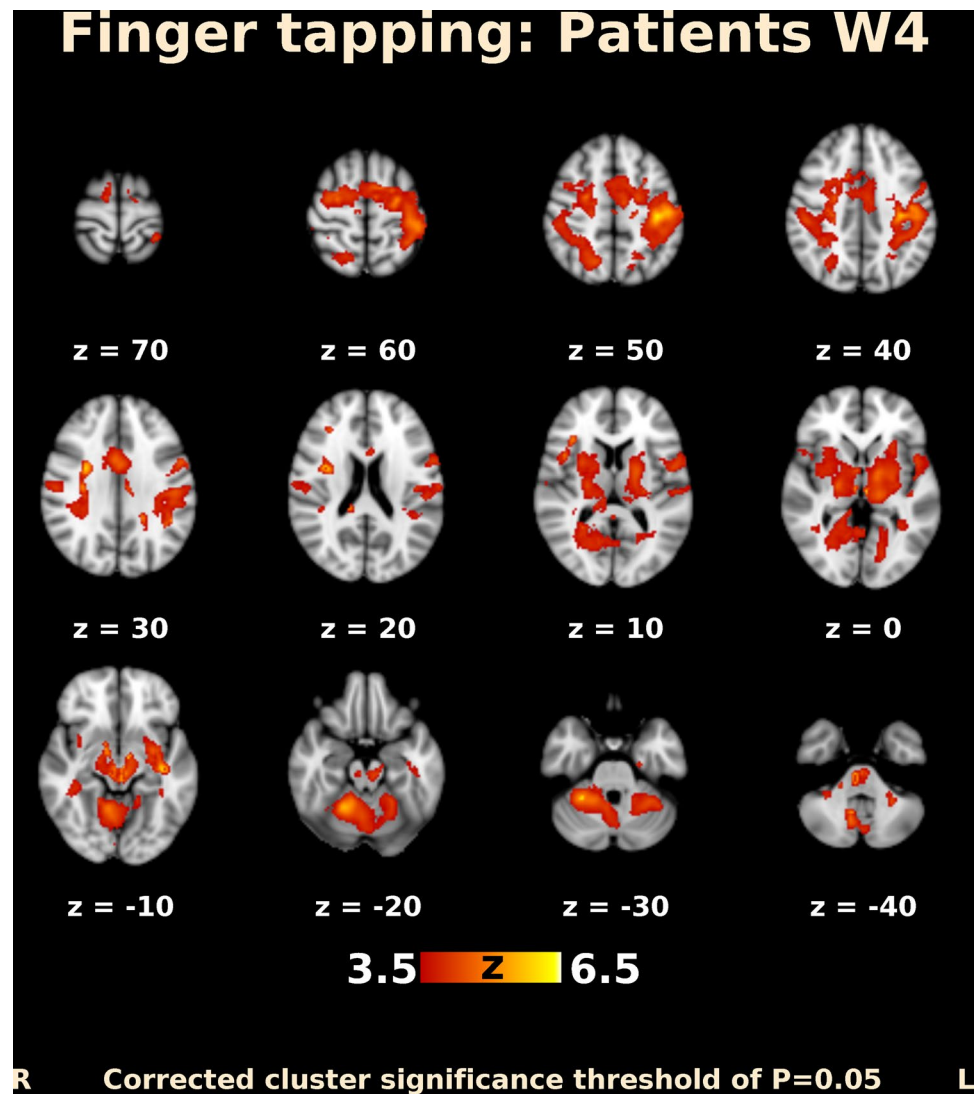 Finger tapping: Patients W4
z = 70 z = 60 z = 50 z = 40
z = 30 z = 20 z = 10 z = 0
z = -10 z = -20 z = -30 z = -40
3.5 z 6.5
R Corrected cluster significance threshold of P=0.05 L